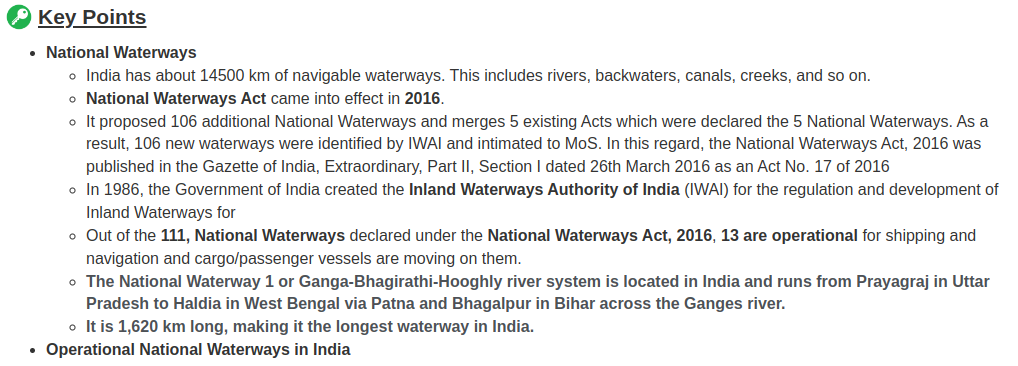 Key Points
National Waterways
India has about 14500 km of navigable waterways. This includes rivers, backwaters, canals, creeks, and so on.
National Waterways Act came into effect in 2016.
It proposed 106 additional National Waterways and merges 5 existing Acts which were declared the 5 National Waterways. As a
result, 106 new waterways were identified by IWAI and intimated to MoS. In this regard, the National Waterways Act, 2016 was
published in the Gazette of India, Extraordinary, Part II, Section I dated 26th March 2016 as an Act No. 17 of 2016
In 1986, the Government of India created the Inland Waterways Authority of India (IWAI) for the regulation and development of
Inland Waterways for
Out of the 111, National Waterways declared under the National Waterways Act, 2016, 13 are operational for shipping and
navigation and cargo/passenger vessels are moving on them.
The National Waterway 1 or Ganga-Bhagirathi-Hooghly river system is located in India and runs from Prayagraj in Uttar
Pradesh to Haldia in West Bengal via Patna and Bhagalpur in Bihar across the Ganges river.
It is 1,620 km long, making it the longest waterway in India.
Operational National Waterways in India